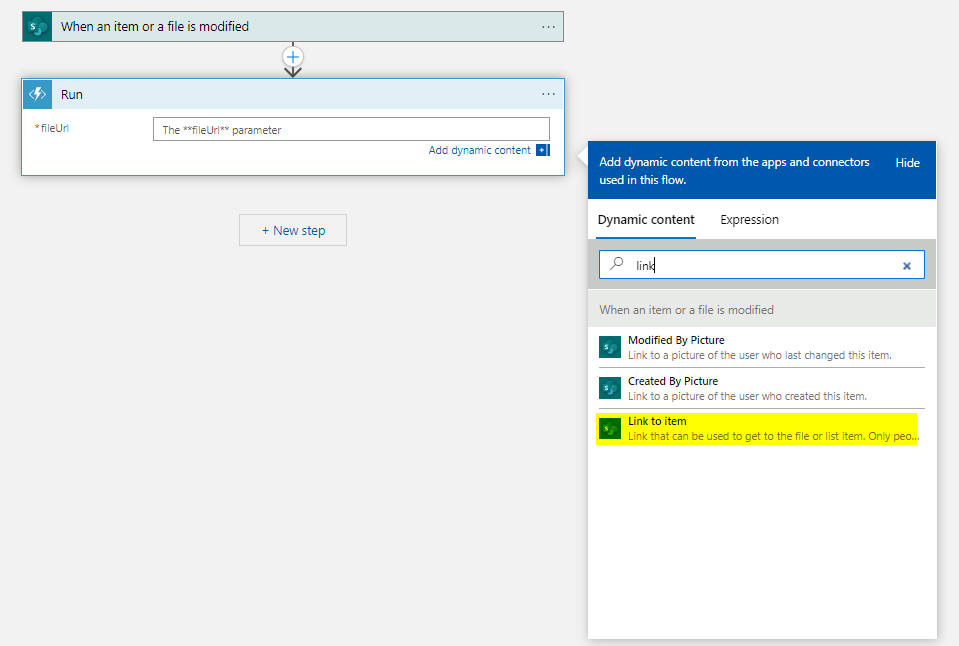 When an item or a file is modified
Run
* fileUrl
The **fileUrl** parameter
Add dynamic content
+ New step
Add dynamic content from the apps and connectors
used in this flow.
Hide
Dynamic content
Expression
link
When an item or a file is modified
Modified By Picture
Link to a picture of the user who last changed this item.
Created By Picture
Link to a picture of the user who created this item.
Link to item
Link that can be used to get to the file or list item. Only peo...